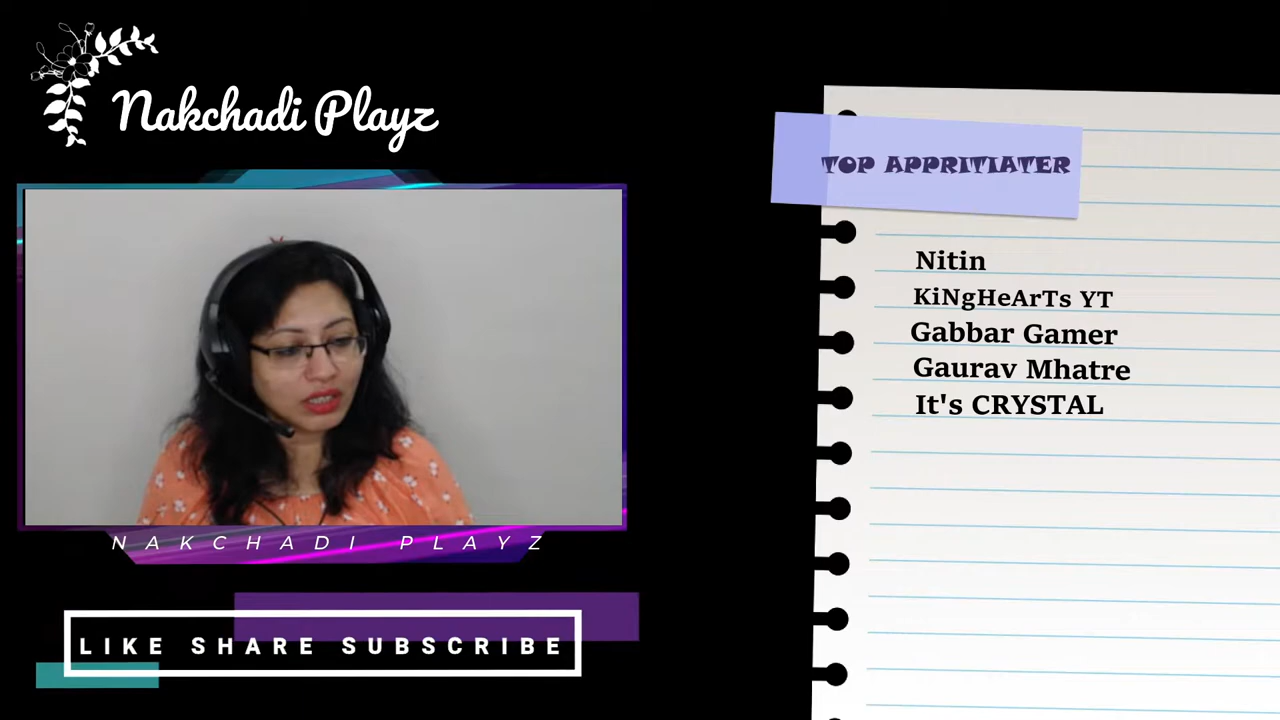 Nakchadi Playz
NAKCHADI PLAYZ
LIKE SHARE SUBSCRIBE
TOP APPRITIATER
Nitin
KiNgHeArTs YT
Gabbar Gamer
Gaurav Mhatre
It's CRYSTAL